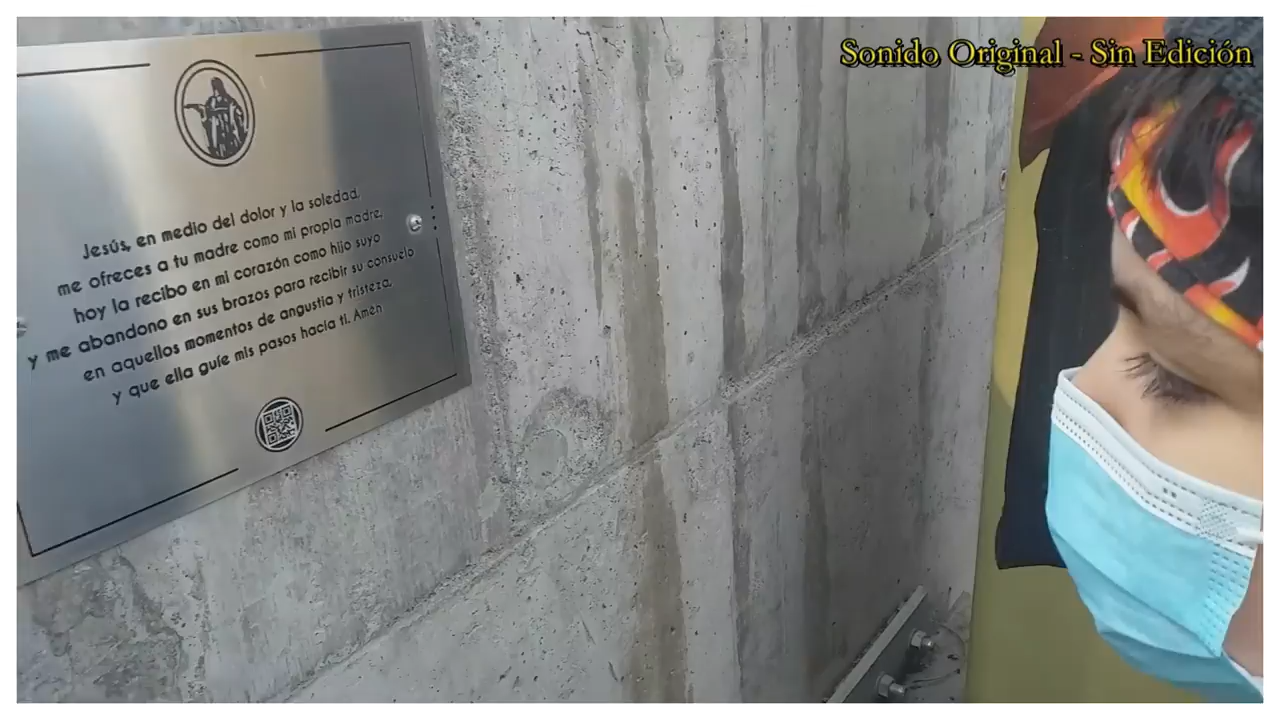 Sonido Original - Sin Edición
Jesús, en medio del dolor y la soledad,
me ofreces a tu madre como mi propia madre,
hoy la recibo en mi corazón como hijo suyo
y me abandono en sus brazos para recibir su consuelo
en aquellos momentos de angustia y tristeza,
y que ella guíe mis pasos hacia ti. Amén